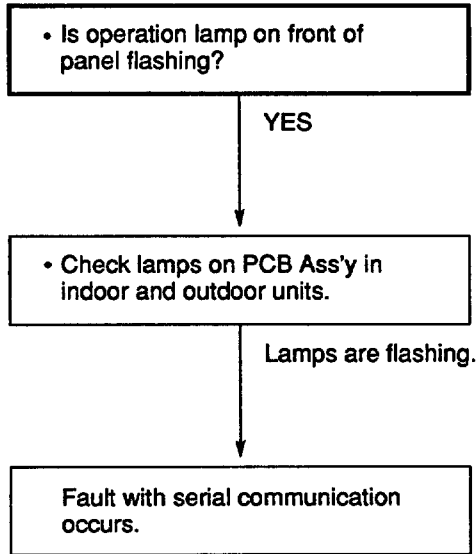 • Is operation lamp on front of
panel flashing?
YES
• Check lamps on PCB Ass'y in
indoor and outdoor units.
Lamps are flashing.
Fault with serial communication
occurs.